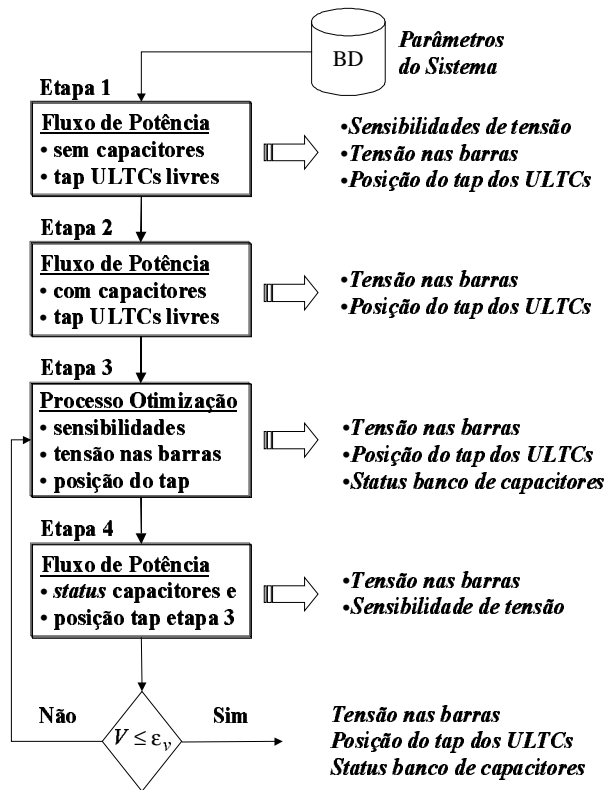 BD
Parâmetros
do Sistema
Etapa 1
Fluxo de Potência
• sem capacitores
• tap ULTCs livres
•Sensibilidades de tensão
•Tensão nas barras
•Posição do tap dos ULTCs
Etapa 2
Fluxo de Potência
• com capacitores
• tap ULTCs livres
•Tensão nas barras
•Posição do tap dos ULTCs
Etapa 3
Processo Otimização
• sensibilidades
• tensão nas barras
• posição do tap
•Tensão nas barras
•Posição do tap dos ULTCs
•Status banco de capacitores
Etapa 4
Fluxo de Potência
• status capacitores e
• posição tap etapa 3
•Tensão nas barras
•Sensibilidade de tensão
Não
V ≤ εᵥ
Sim
Tensão nas barras
Posição do tap dos ULTCs
Status banco de capacitores